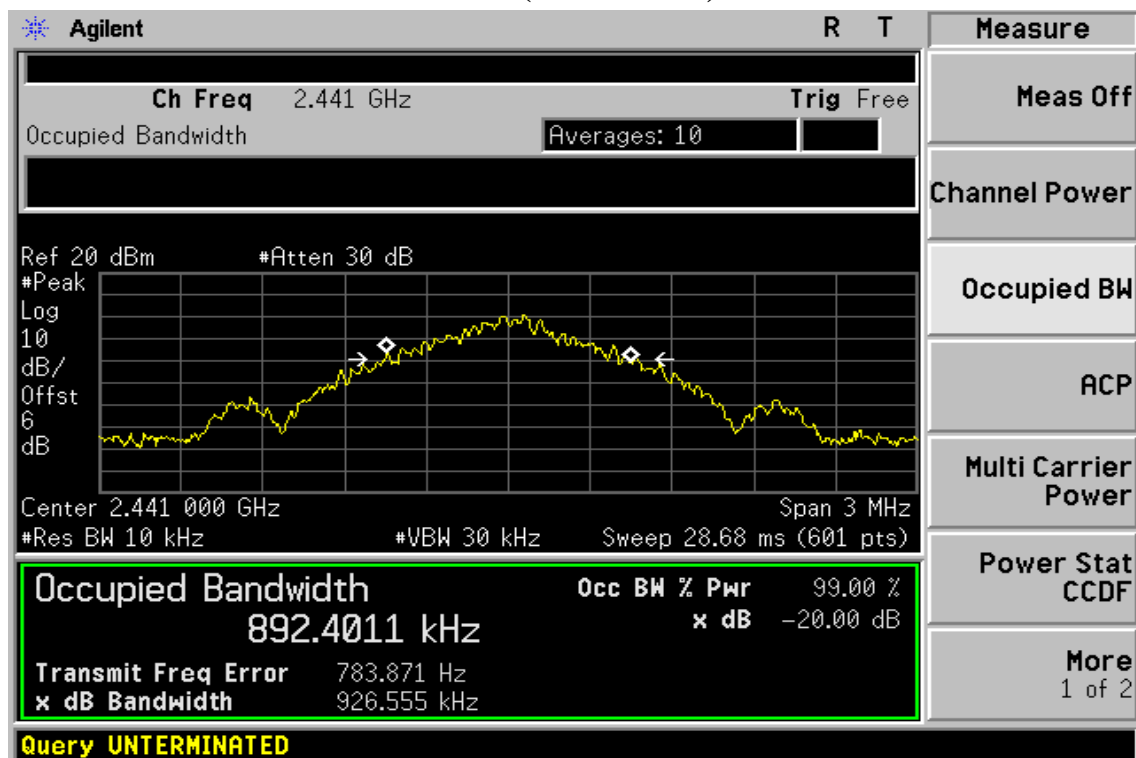 Agilent R T
Measure
Ch Freq 2.441 GHz Trig Free
Meas Off
Occupied Bandwidth Averages: 10
Channel Power
Ref 20 dBm #Atten 30 dB
#Peak
Log
10
dB/
Offst
6
dB
Occupied BW
ACP
Center 2.441 000 GHz Span 3 MHz
#Res BW 10 kHz #VBW 30 kHz Sweep 28.68 ms (601 pts)
Multi Carrier
Power
Occupied Bandwidth Occ BW % Pwr 99.00 %
892.4011 kHz x dB -20.00 dB
Power Stat
CCDF
Transmit Freq Error 783.871 Hz
x dB Bandwidth 926.555 kHz
More
1 of 2
Query UNTERMINATED